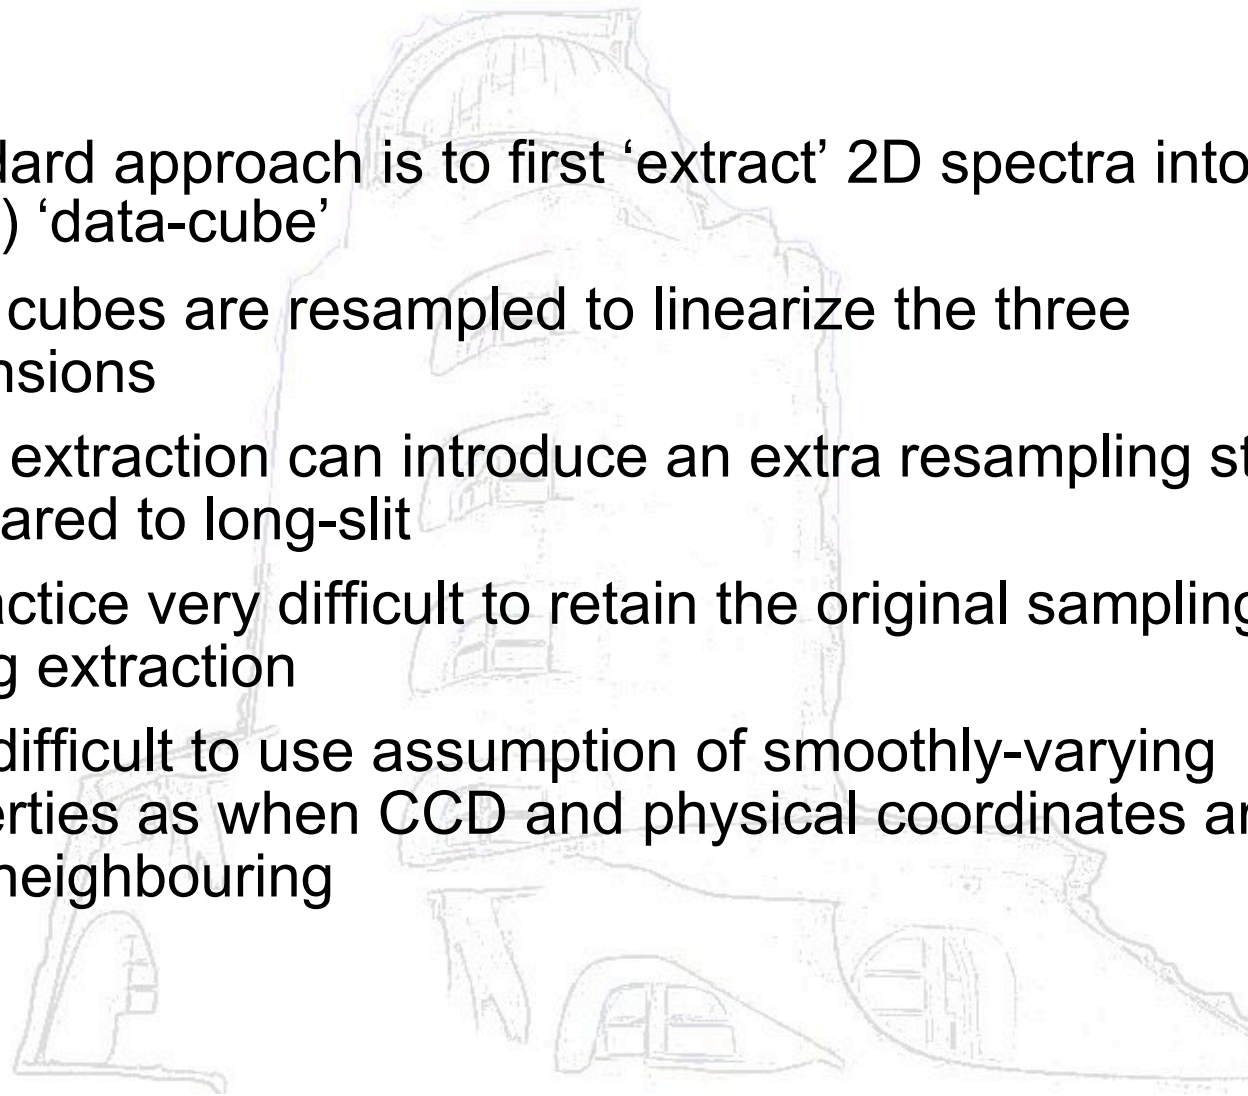 dard approach is to first ‘extract’ 2D spectra into
) ‘data-cube’
cubes are resampled to linearize the three
nsions
extraction can introduce an extra resampling st
ared to long-slit
actice very difficult to retain the original sampling
g extraction
difficult to use assumption of smoothly-varying
erties as when CCD and physical coordinates ar
neighbouring